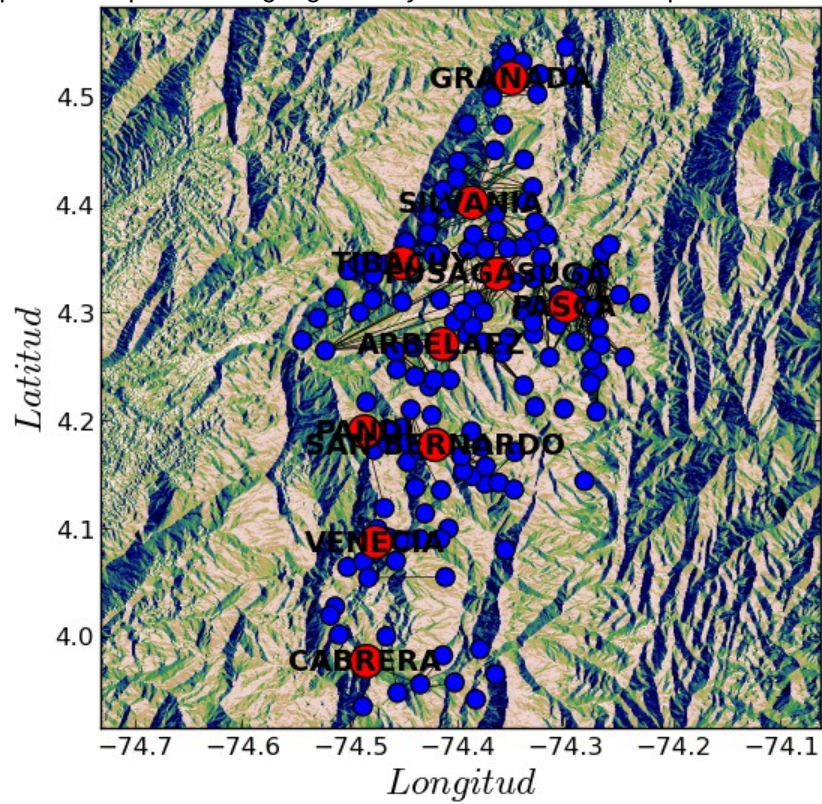 GRANADA
4.5
SILVANIA
4.4
TIBACUY
FUSAGASUGA
PASCA
4.3
ARBELAEZ
4.2
PANDI
SAN BERNARDO
4.1
VENECIA
4.0
CABRERA
Latitud
−74.7 −74.6 −74.5 −74.4 −74.3 −74.2 −74.1
Longitud